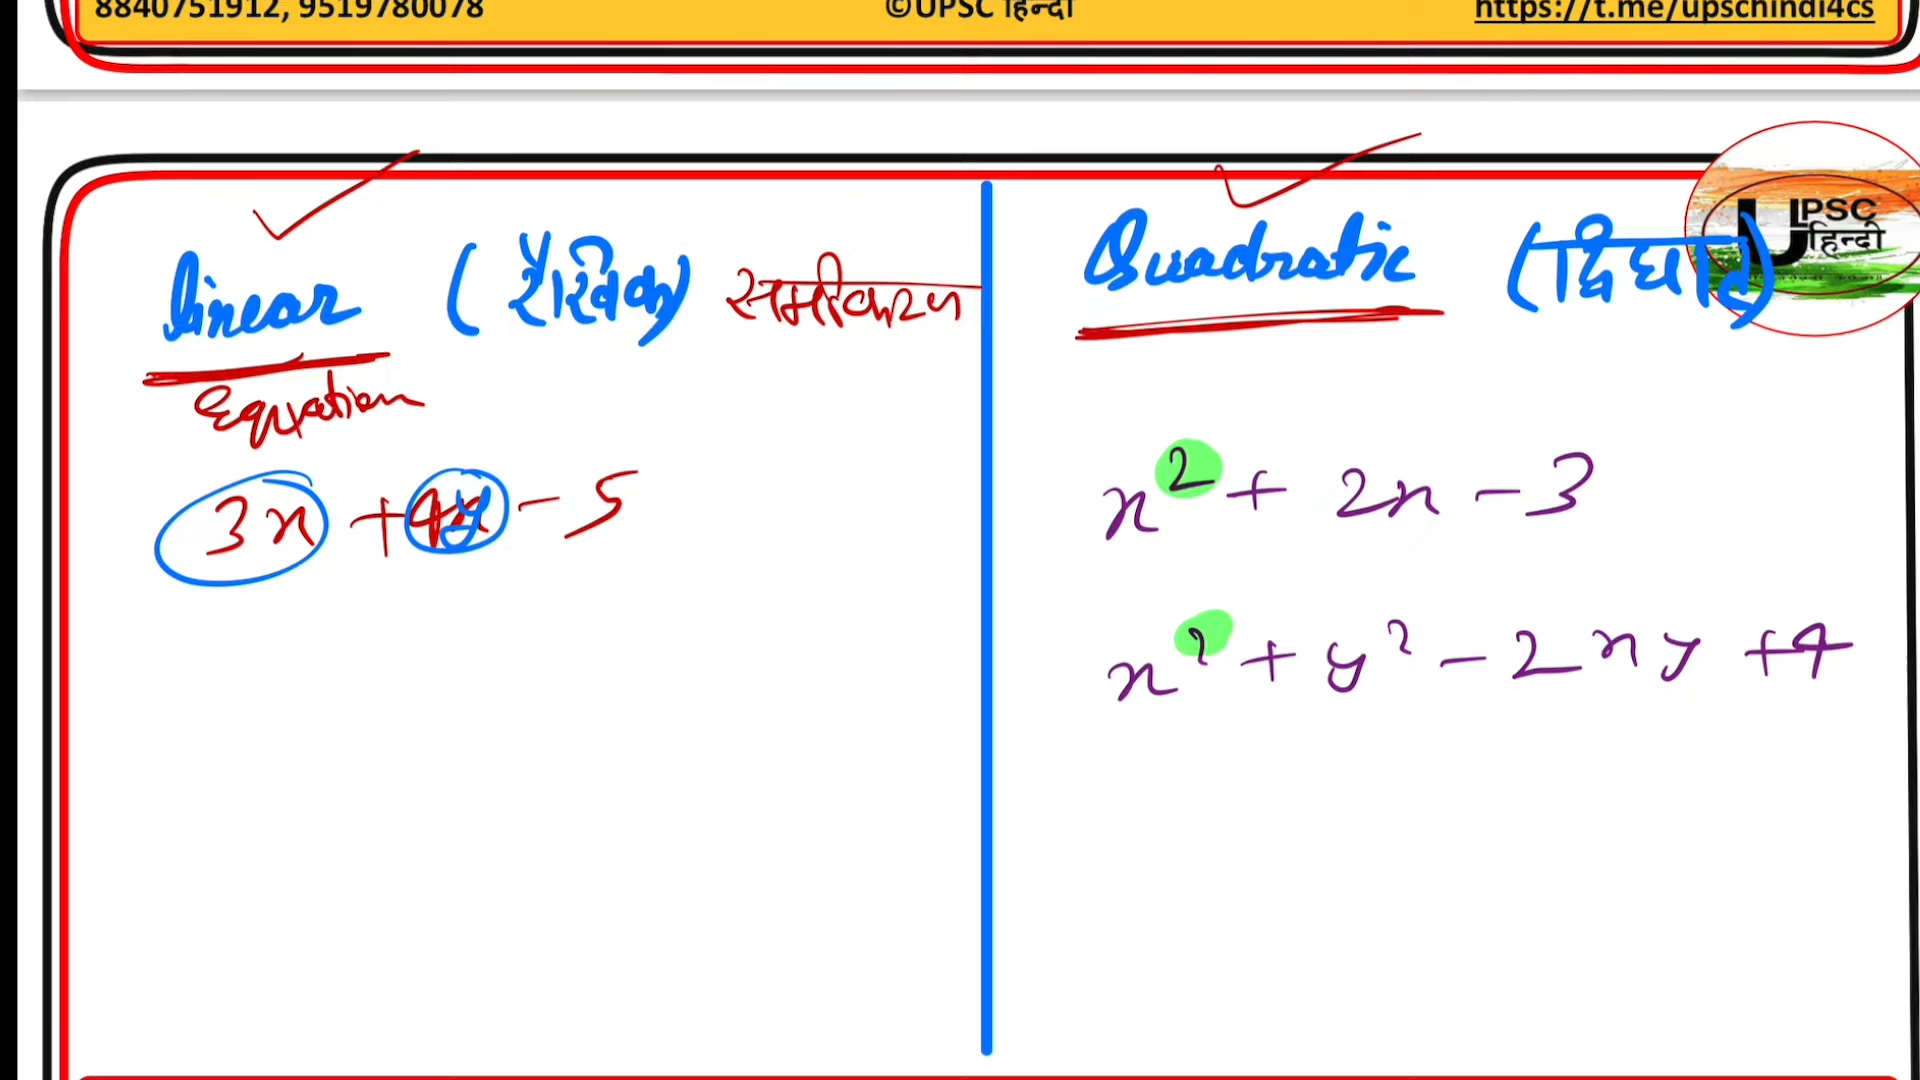 8840751912, 9519780078 ©UPSC हिन्दी https://t.me/upschindi4cs
UPSC
हिन्दी
Linear (रैखिक) समीकरण
Equation
3x + 4y - 5
Quadratic (द्विघात)
x² + 2x - 3
x² + y² - 2xy + 4